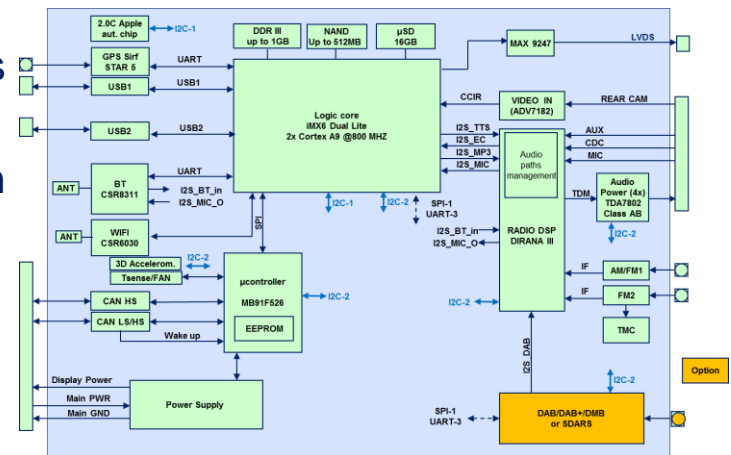 2.0C Apple
aut. chip
I2C-1
DDR III
up to 1GB
NAND
Up to 512MB
µSD
16GB
MAX 9247
LVDS
s
GPS Sirf
STAR 5
UART
USB1
USB1
USB2
USB2
n
Logic core
iMX6 Dual Lite
2x Cortex A9 @800 MHZ
CCIR
VIDEO IN
(ADV7182)
REAR CAM
I2S_TTS
I2S_EC
I2S_MP3
I2S_MIC
Audio
paths
management
AUX
CDC
MIC
ANT
BT
CSR8311
UART
I2S_BT_in
I2S_MIC_O
I2C-1
I2C-2
SPI-1
UART-3
TDM
Audio
Power (4x)
TDA7802
Class AB
I2C-2
ANT
WIFI
CSR6030
SPI
I2S_BT_in
I2S_MIC_O
RADIO DSP
DIRANA III
3D Accelerom.
I2C-2
Tsense/FAN
IF
AM/FM1
IF
FM2
TMC
CAN HS
CAN LS/HS
Wake up
µcontroller
MB91F526
EEPROM
I2C-2
I2C-2
I2S_DAB
I2C-2
Option
Display Power
Main PWR
Main GND
Power Supply
SPI-1
UART-3
DAB/DAB+/DMB
or SDARS